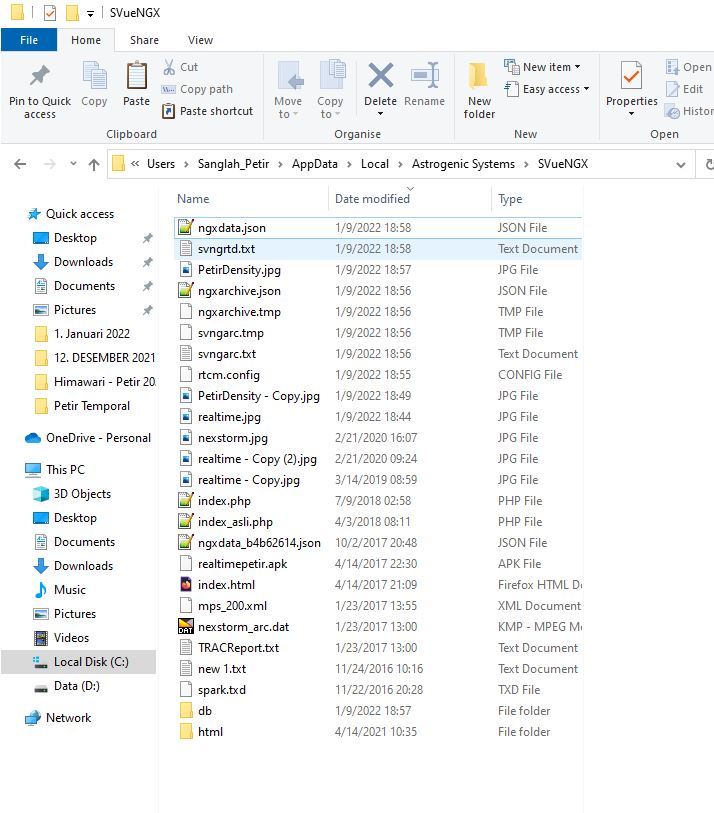 SVueNGX
File Home Share View
Pin to Quick access
Copy
Paste
Cut
Copy path
Paste shortcut
Clipboard
Move to
Copy to
Delete
Rename
Organise
New folder
New item
Easy access
New
Properties
Open
Edit
Histor
Open
« Users > Sanglah_Petir > AppData > Local > Astrogenic Systems > SVueNGX
Quick access
Desktop
Downloads
Documents
Pictures
1. Januari 2022
12. DESEMBER 2021
Himawari - Petir 20
Petir Temporal
OneDrive - Personal
This PC
3D Objects
Desktop
Documents
Downloads
Music
Pictures
Videos
Local Disk (C:)
Data (D:)
Network
Name Date modified Type
ngxdata.json 1/9/2022 18:58 JSON File
svngrtd.txt 1/9/2022 18:58 Text Document
PetirDensity.jpg 1/9/2022 18:57 JPG File
ngxarchive.json 1/9/2022 18:56 JSON File
ngxarchive.tmp 1/9/2022 18:56 TMP File
svngarc.tmp 1/9/2022 18:56 TMP File
svngarc.txt 1/9/2022 18:56 Text Document
rtcm.config 1/9/2022 18:55 CONFIG File
PetirDensity - Copy.jpg 1/9/2022 18:49 JPG File
realtime.jpg 1/9/2022 18:44 JPG File
nexstorm.jpg 2/21/2020 16:07 JPG File
realtime - Copy (2).jpg 2/21/2020 09:24 JPG File
realtime - Copy.jpg 3/14/2019 08:59 JPG File
index.php 7/9/2018 02:58 PHP File
index_asli.php 4/3/2018 08:11 PHP File
ngxdata_b4b62614.json 10/2/2017 20:48 JSON File
realtimepetir.apk 4/14/2017 22:30 APK File
index.html 4/14/2017 21:09 Firefox HTML D
mps_200.xml 1/23/2017 13:55 XML Document
nexstorm_arc.dat 1/23/2017 13:00 KMP - MPEG M
TRACReport.txt 1/23/2017 13:00 Text Document
new 1.txt 11/24/2016 10:16 Text Document
spark.txd 11/22/2016 20:28 TXD File
db 1/9/2022 18:57 File folder
html 4/14/2021 10:35 File folder